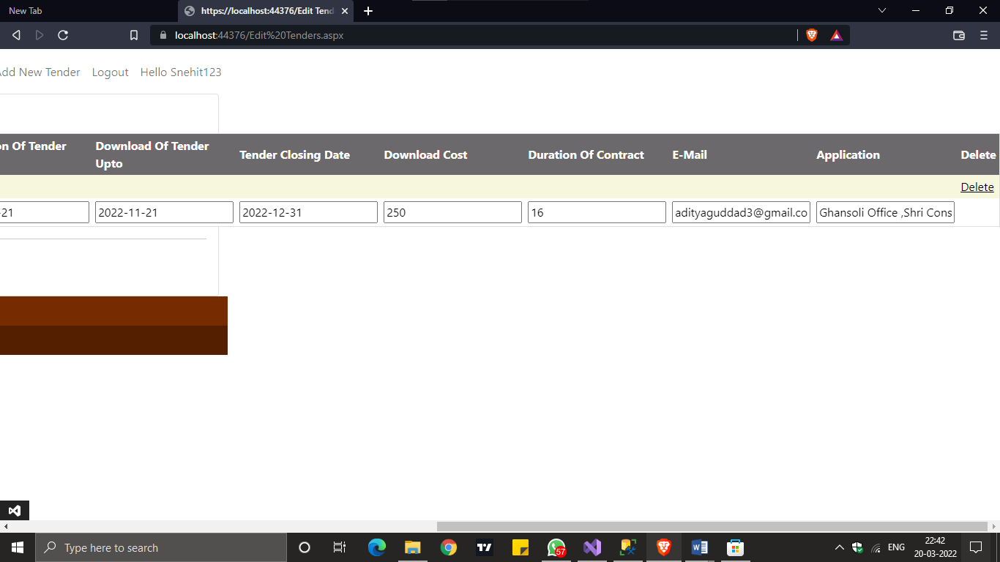 New Tab
https://localhost:44376/Edit Tend
localhost:44376/Edit%20Tenders.aspx
dd New Tender Logout Hello Snehit123
on Of Tender
Download Of Tender
Upto
Tender Closing Date
Download Cost
Duration Of Contract
E-Mail
Application
Delete
Delete
-21
2022-11-21
2022-12-31
250
16
adityaguddad3@gmail.co
Ghansoli Office ,Shri Cons
Type here to search
57
ENG
22:42
20-03-2022